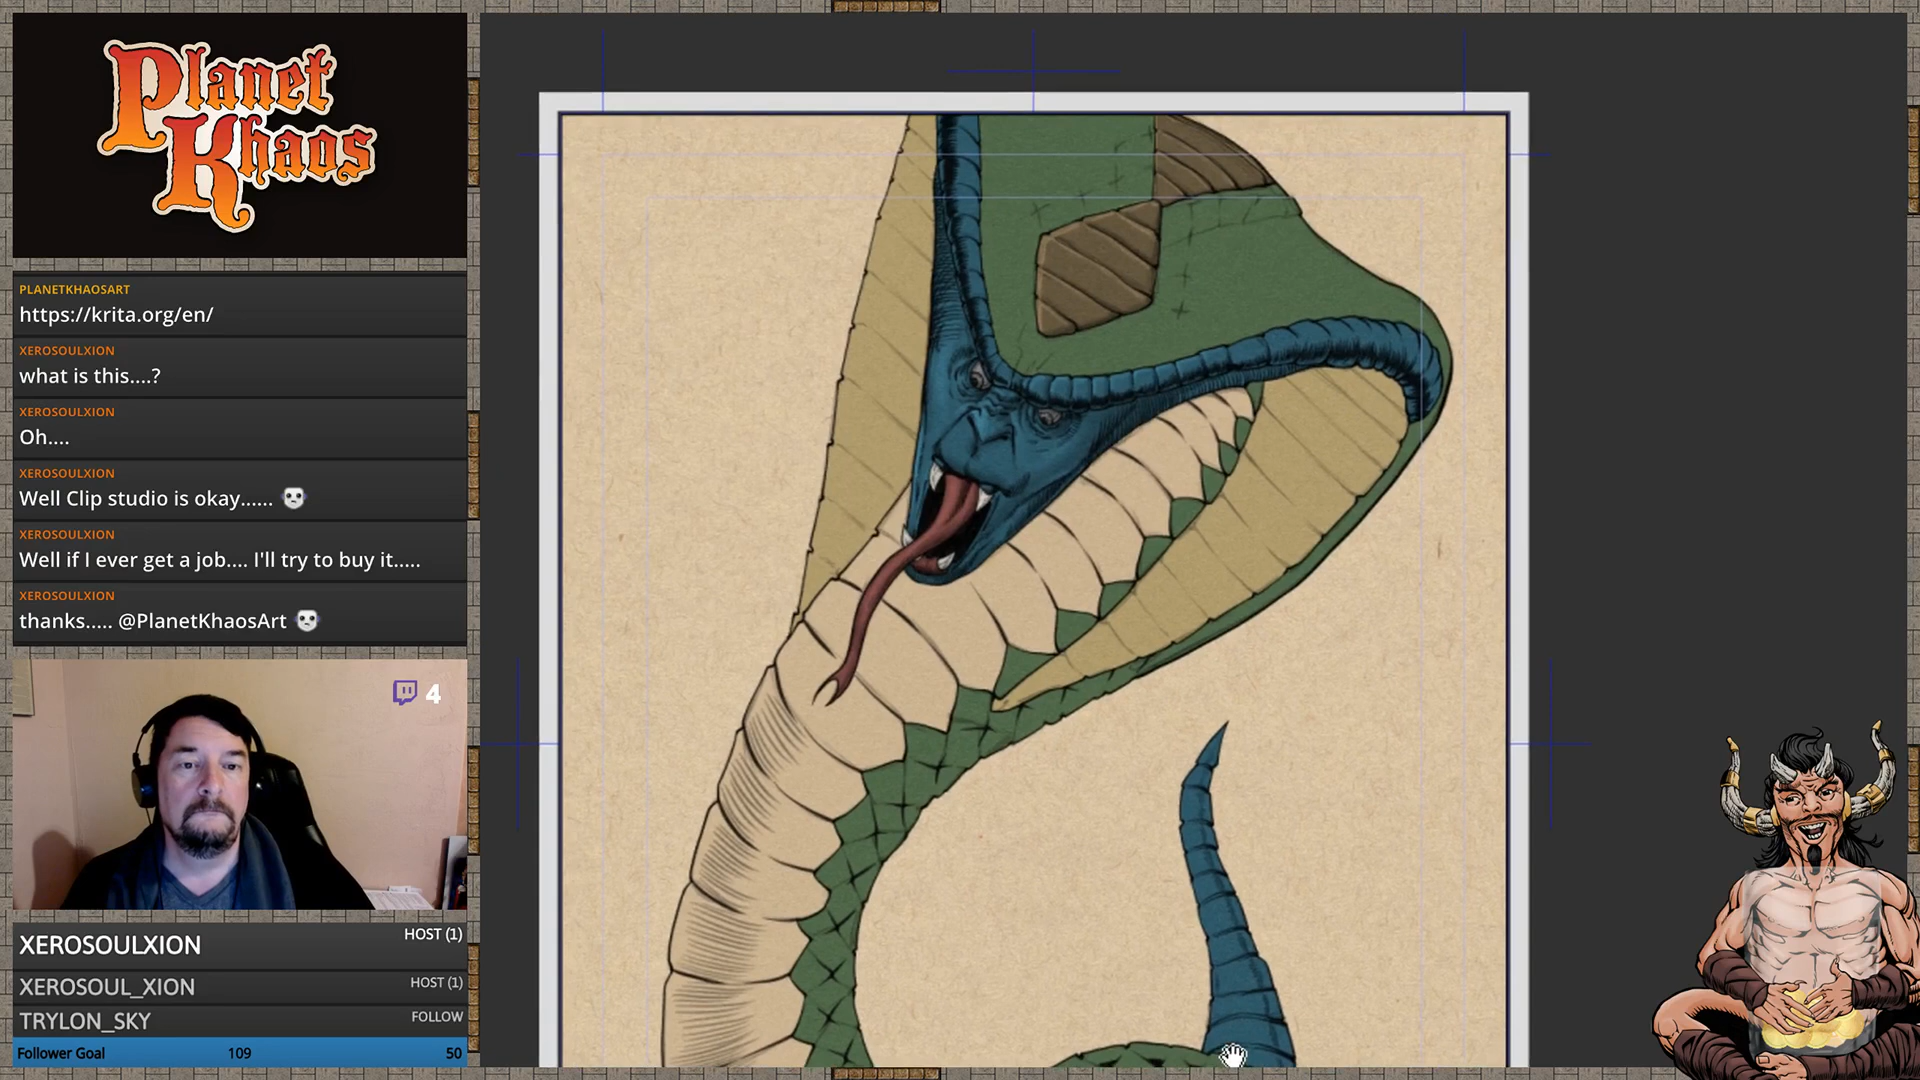 Planet
Khaos
PLANETKHAOSART
https://krita.org/en/
XEROSOULXION
what is this....?
XEROSOULXION
Oh....
XEROSOULXION
Well Clip studio is okay......
XEROSOULXION
Well if I ever get a job.... I'll try to buy it.....
XEROSOULXION
thanks..... @PlanetKhaosArt
4
XEROSOULXION HOST (1)
XEROSOUL_XION HOST (1)
TRYLON_SKY FOLLOW
Follower Goal 109 50